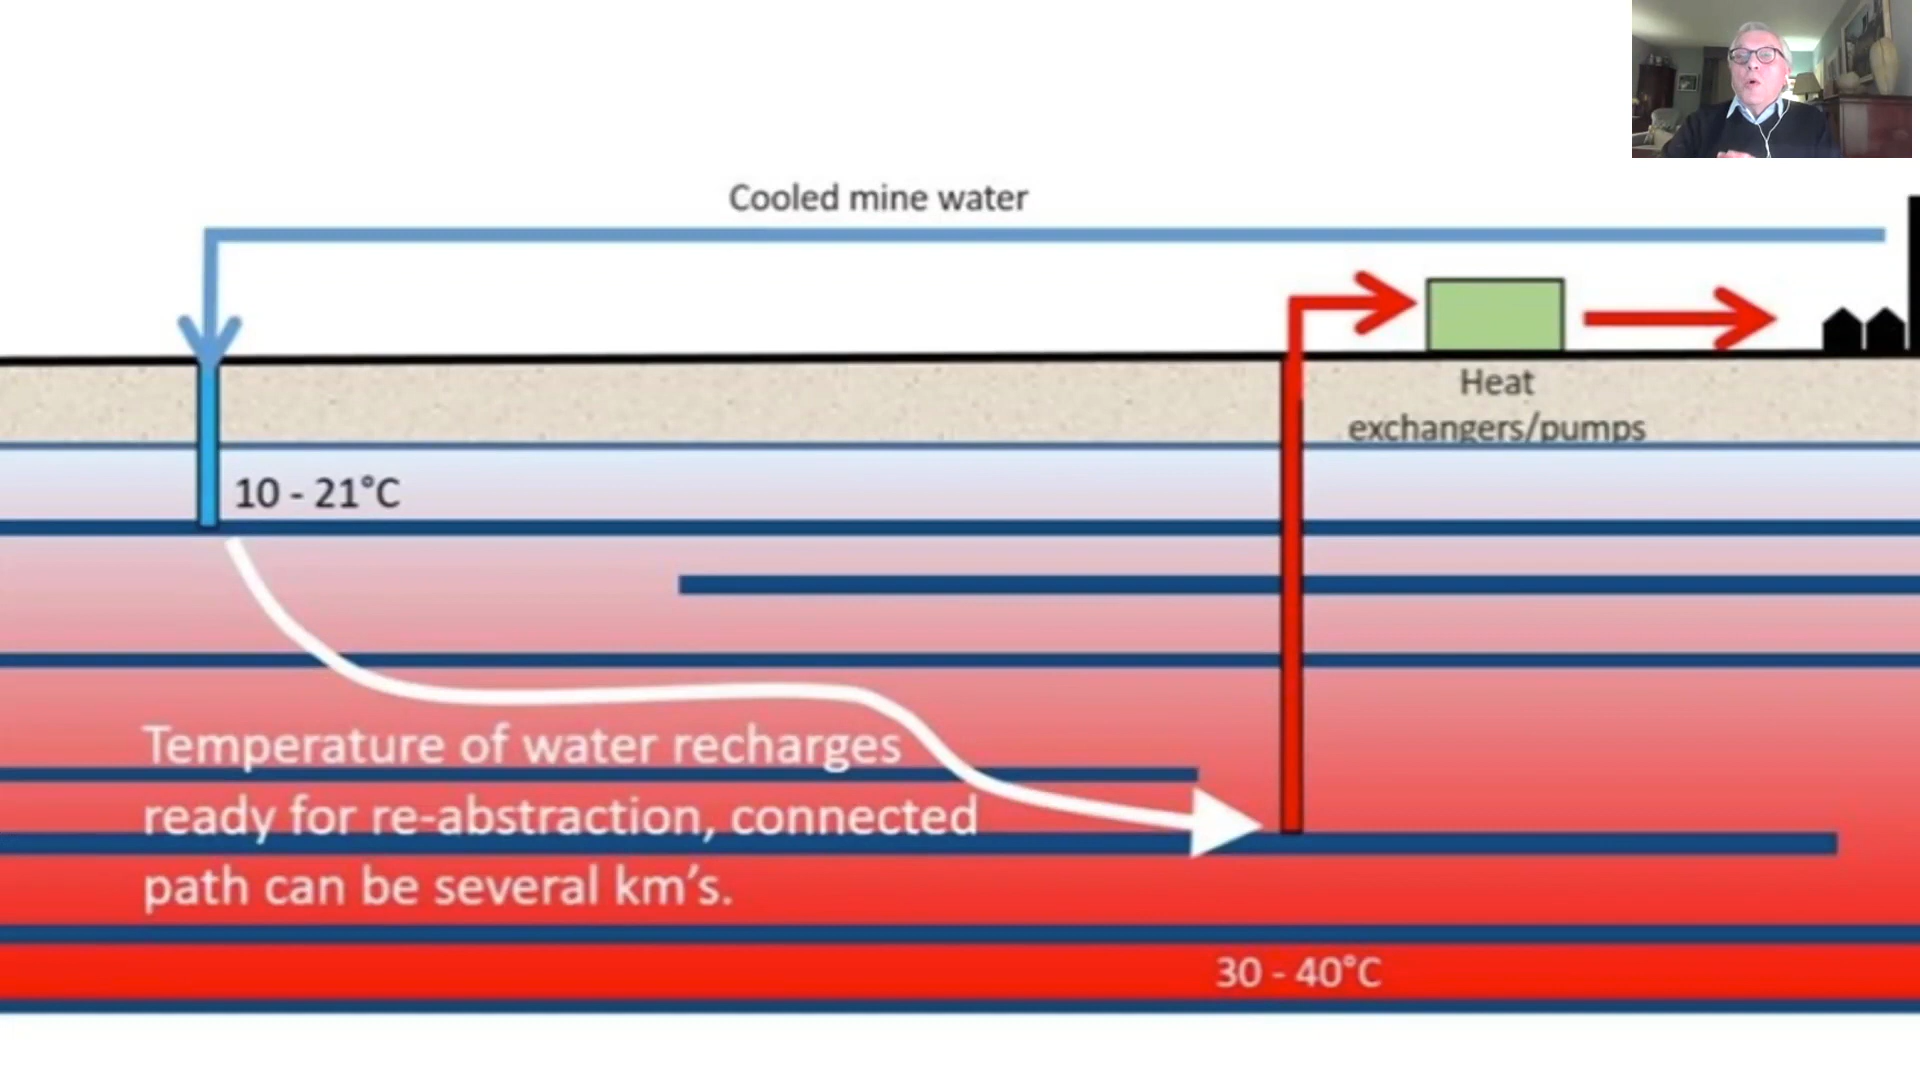 Cooled mine water
Heat
exchangers/pumps
10 - 21°C
Temperature of water recharges
ready for re-abstraction, connected
path can be several km’s.
30 - 40°C